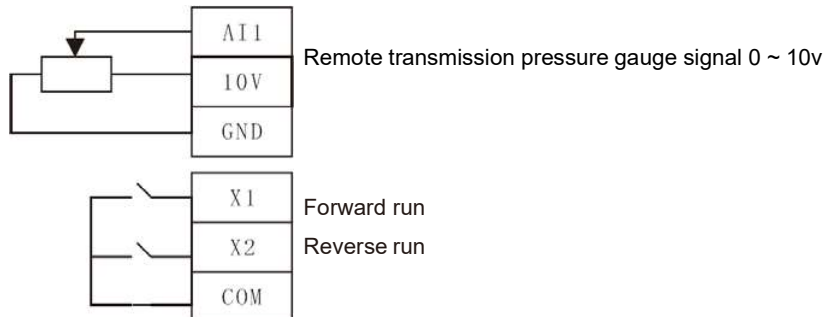 AI1
Remote transmission pressure gauge signal 0 ~ 10v
10V
GND
X1
Forward run
X2
Reverse run
COM